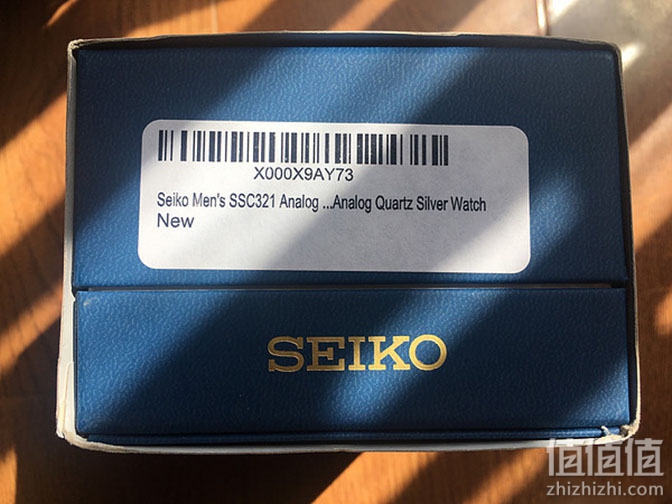 X000X9AY73
Seiko Men's SSC321 Analog ...Analog Quartz Silver Watch
New
SEIKO
值值值
zhizhizhi.com